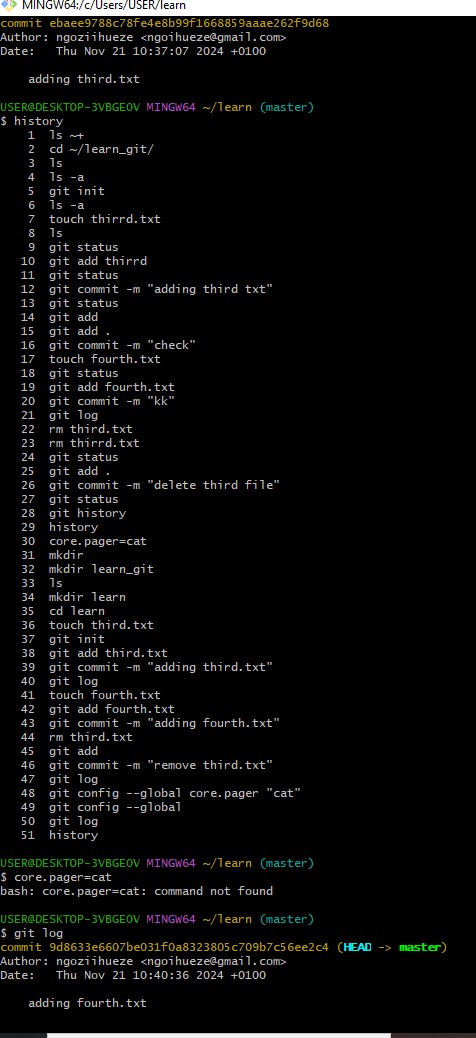 MINGW64:/c/Users/USER/learn
commit ebaee9788c78fe4e8b99f1668859aaae262f9d68
Author: ngoziihueze <ngoihueze@gmail.com>
Date:   Thu Nov 21 10:37:07 2024 +0100
    adding third.txt
USER@DESKTOP-3VBGEOV MINGW64 ~/learn (master)
$ history
    1  ls ~+
    2  cd ~/learn_git/
    3  ls
    4  ls -a
    5  git init
    6  ls -a
    7  touch thirrd.txt
    8  ls
    9  git status
   10  git add thirrd
   11  git status
   12  git commit -m "adding third txt"
   13  git status
   14  git add
   15  git add .
   16  git commit -m "check"
   17  touch fourth.txt
   18  git status
   19  git add fourth.txt
   20  git commit -m "kk"
   21  git log
   22  rm third.txt
   23  rm thirrd.txt
   24  git status
   25  git add .
   26  git commit -m "delete third file"
   27  git status
   28  git history
   29  history
   30  core.pager=cat
   31  mkdir
   32  mkdir learn_git
   33  ls
   34  mkdir learn
   35  cd learn
   36  touch third.txt
   37  git init
   38  git add third.txt
   39  git commit -m "adding third.txt"
   40  git log
   41  touch fourth.txt
   42  git add fourth.txt
   43  git commit -m "adding fourth.txt"
   44  rm third.txt
   45  git add
   46  git commit -m "remove third.txt"
   47  git log
   48  git config --global core.pager "cat"
   49  git config --global
   50  git log
   51  history
USER@DESKTOP-3VBGEOV MINGW64 ~/learn (master)
$ core.pager=cat
bash: core.pager=cat: command not found
USER@DESKTOP-3VBGEOV MINGW64 ~/learn (master)
$ git log
commit 9d8633e6607be031f0a8323805c709b7c56ee2c4 (HEAD -> master)
Author: ngoziihueze <ngoihueze@gmail.com>
Date:   Thu Nov 21 10:40:36 2024 +0100
    adding fourth.txt